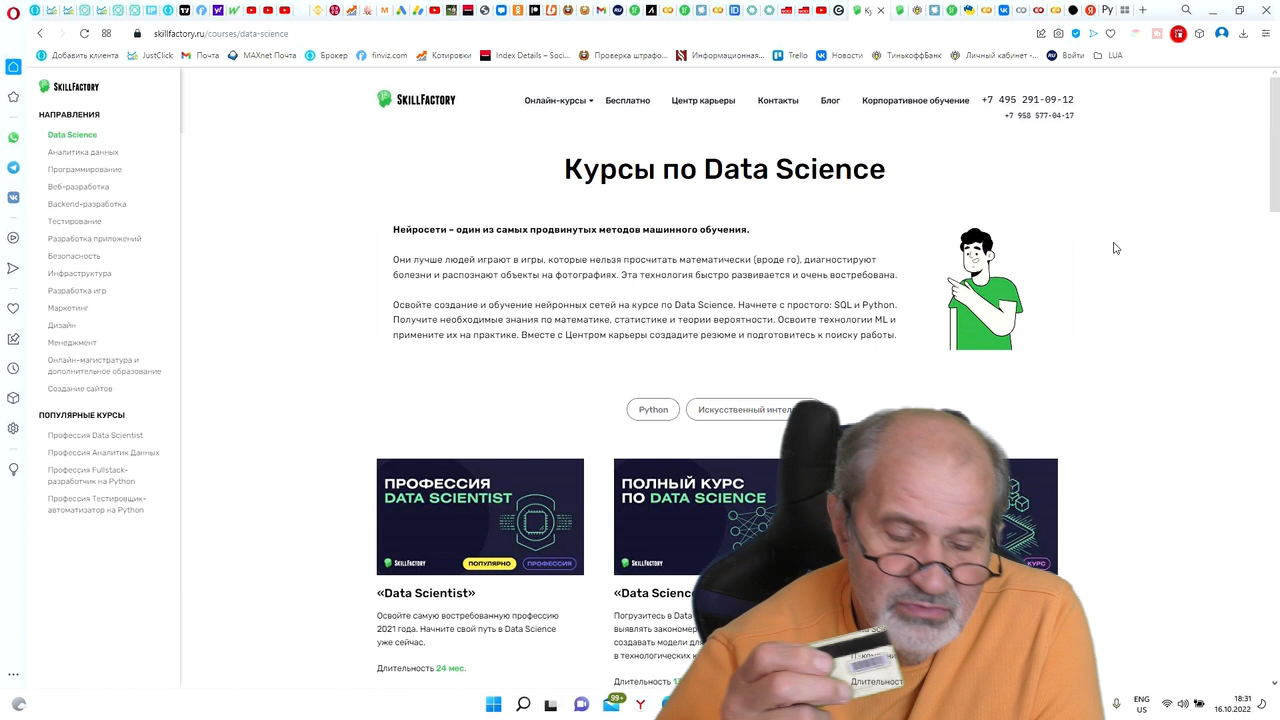 skillfactory.ru/courses/data-science
Добавить клиента
JustClick
Почта
MAXнет Почта
Брокер
finviz.com
Котировки
Index Details – Soci...
Проверка штрафо...
Информационная...
Trello
Новости
ТинькоффБанк
Личный кабинет -...
Войти
LUA
SKILLFACTORY
НАПРАВЛЕНИЯ
Data Science
Аналитика данных
Программирование
Веб-разработка
Backend-разработка
Тестирование
Разработка приложений
Безопасность
Инфраструктура
Разработка игр
Маркетинг
Дизайн
Менеджмент
Онлайн-магистратура и
дополнительное образование
Создание сайтов
ПОПУЛЯРНЫЕ КУРСЫ
Профессия Data Scientist
Профессия Аналитик Данных
Профессия Fullstack-
разработчик на Python
Профессия Тестировщик-
автоматизатор на Python
SKILLFACTORY
Онлайн-курсы
Бесплатно
Центр карьеры
Контакты
Блог
Корпоративное обучение
+7 495 291-09-12
+7 958 577-04-17
Курсы по Data Science
Нейросети – один из самых продвинутых методов машинного обучения.
Они лучше людей играют в игры, которые нельзя просчитать математически (вроде го), диагностируют
болезни и распознают объекты на фотографиях. Эта технология быстро развивается и очень востребована.
Освойте создание и обучение нейронных сетей на курсе по Data Science. Начнете с простого: SQL и Python.
Получите необходимые знания по математике, статистике и теории вероятности. Освоите технологии ML и
примените их на практике. Вместе с Центром карьеры создадите резюме и подготовитесь к поиску работы.
Python
Искусственный
ПРОФЕССИЯ
DATA SCIENTIST
SKILLFACTORY
ПОПУЛЯРНО
ПРОФЕССИЯ
«Data Scientist»
Освойте самую востребованную профессию
2021 года. Начните свой путь в Data Science
уже сейчас.
Длительность 24 мес.
ПОЛНЫЙ КУРС
ПО DATA SCIENCE
SKILLFACTORY
КУРС
«Data
Погрузитесь в Data
выявлять
создавать модели
в технологических
Длительность
Длительность
99+
ENG
US
18:31
16.10.2022